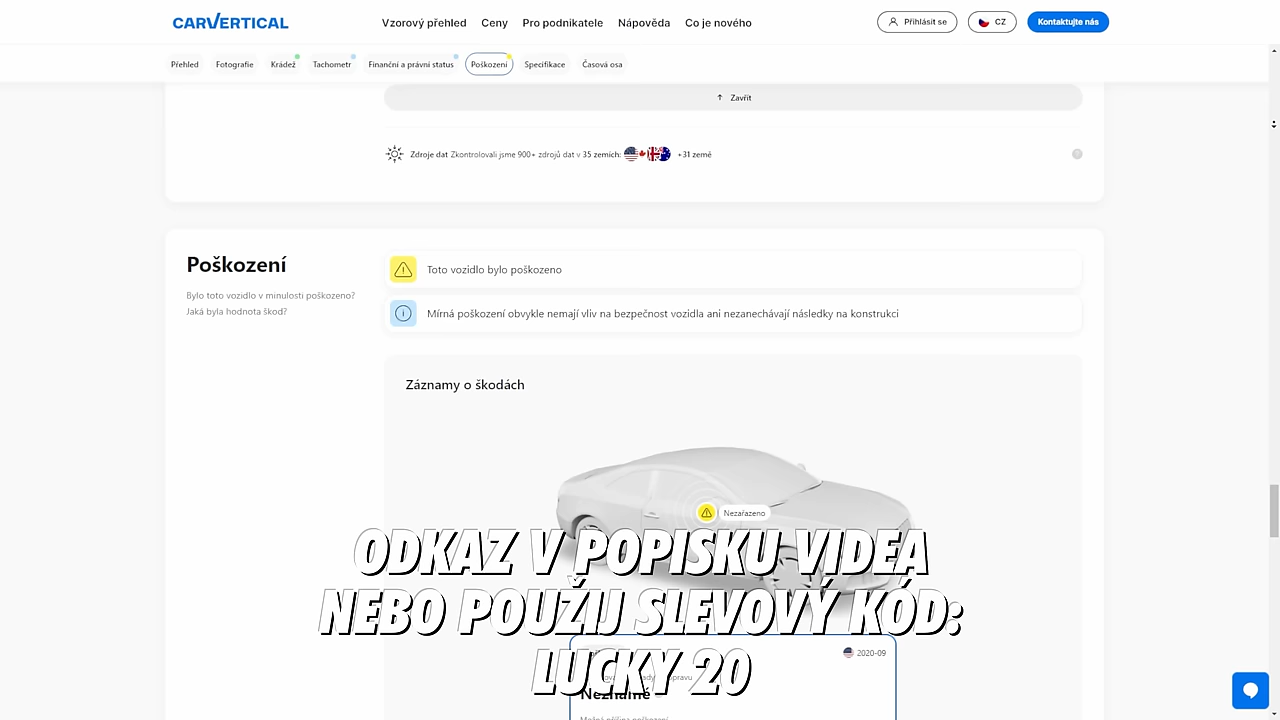 CARVERTICAL
Vzorový přehled Ceny Pro podnikatele Nápověda Co je nového
Přihlásit se
CZ
Kontaktujte nás
Přehled Fotografie Krádež Tachometr Finanční a právní status Poškození Specifikace Časová osa
↑ Zavřít
Zdroje dat Zkontrolovali jsme 900+ zdrojů dat v 35 zemích: +31 země
?
Poškození
Bylo toto vozidlo v minulosti poškozeno?
Jaká byla hodnota škod?
Toto vozidlo bylo poškozeno
Mírná poškození obvykle nemají vliv na bezpečnost vozidla ani nezanechávají následky na konstrukci
Záznamy o škodách
Nezařazeno
ODKAZ V POPISKU VIDEA
NEBO POUŽIJ SLEVOVÝ KÓD:
LUCKY 20
2020-09
Neznámé
Možná příčina poškození